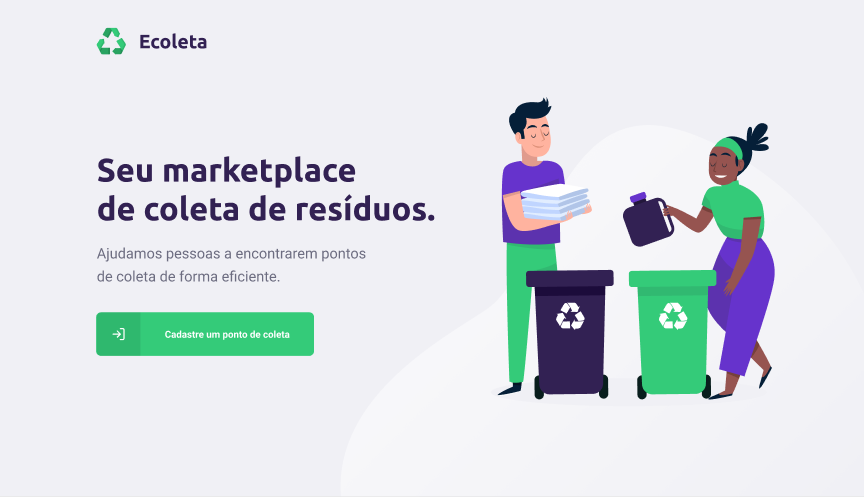 Ecoleta
Seu marketplace
de coleta de resíduos.
Ajudamos pessoas a encontrarem pontos
de coleta de forma eficiente.
Cadastre um ponto de coleta